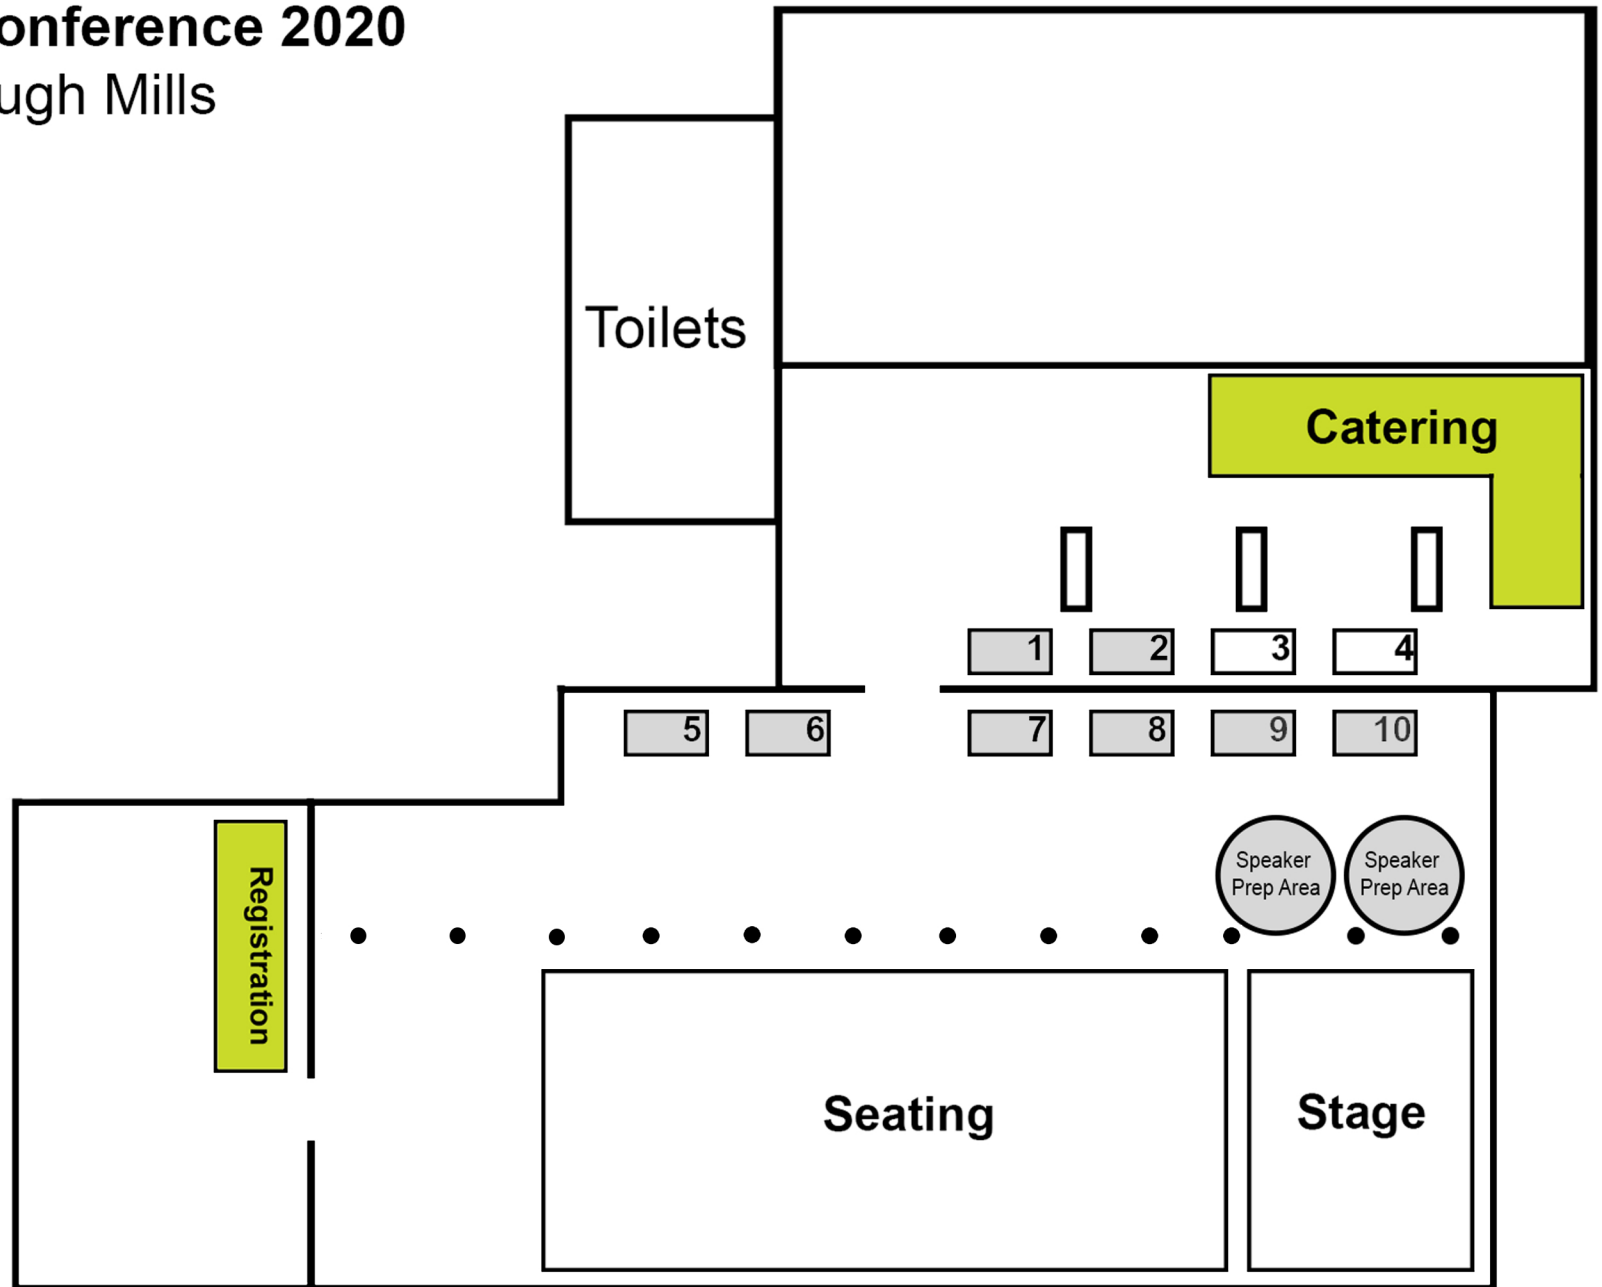 onference 2020
ugh Mills
Toilets
Catering
1 2 3 4
5 6 7 8 9 10
Registration
Speaker
Prep Area
Speaker
Prep Area
Seating
Stage